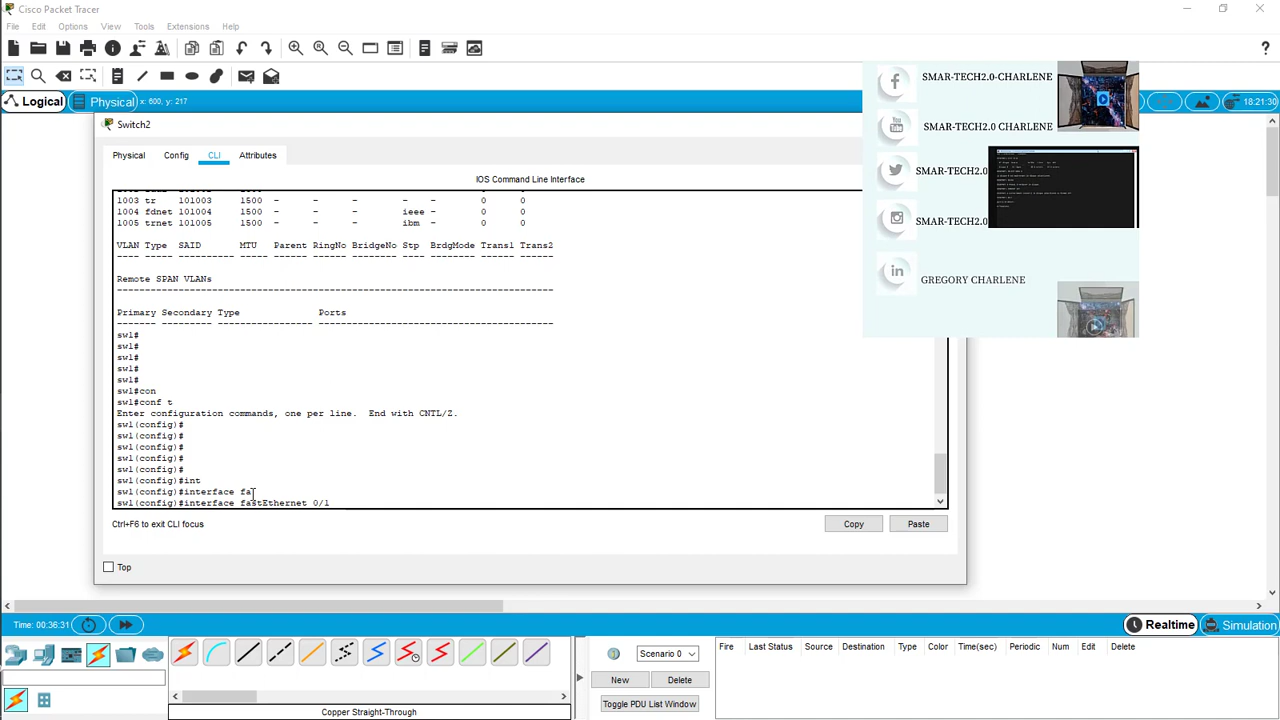 Cisco Packet Tracer
File Edit Options View Tools Extensions Help
?
Logical Physical x: 600, y: 217 18:21:30
Switch2
Physical Config CLI Attributes
IOS Command Line Interface
1003 tr 101003 1500 - - - - - 0 0
1004 fdnet 101004 1500 - - - ieee - 0 0
1005 trnet 101005 1500 - - - ibm - 0 0
VLAN Type SAID MTU Parent RingNo BridgeNo Stp BrdgMode Trans1 Trans2
---- ----- ---------- ----- ------ ------ -------- ---- -------- ------ ------
Remote SPAN VLANs
------------------------------------------------------------------------------
Primary Secondary Type Ports
------- --------- ----------------- ------------------------------------------
sw1#
sw1#
sw1#
sw1#
sw1#
sw1#con
sw1#conf t
Enter configuration commands, one per line. End with CNTL/Z.
sw1(config)#
sw1(config)#
sw1(config)#
sw1(config)#
sw1(config)#
sw1(config)#int
sw1(config)#interface fa
sw1(config)#interface fastEthernet 0/1
Ctrl+F6 to exit CLI focus
Copy Paste
Top
SMAR-TECH2.0-CHARLENE
You Tube
SMAR-TECH2.0 CHARLENE
SMAR-TECH2.0
SMAR-TECH2.0
in
GREGORY CHARLENE
Time: 00:36:31
Realtime Simulation
Scenario 0
New Delete
Toggle PDU List Window
Fire Last Status Source Destination Type Color Time(sec) Periodic Num Edit Delete
Copper Straight-Through